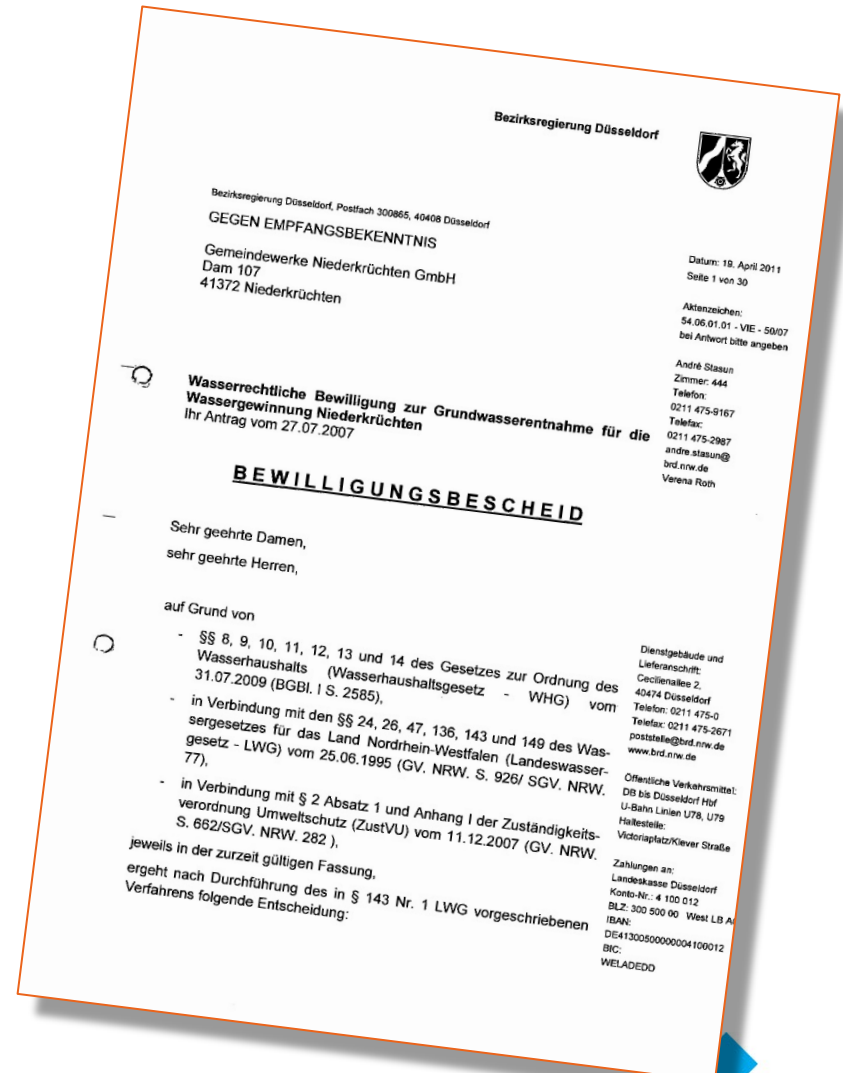 Bezirksregierung Düsseldorf
Bezirksregierung Düsseldorf, Postfach 300865, 40408 Düsseldorf
GEGEN EMPFANGSBEKENNTNIS
Gemeindewerke Niederkrüchten GmbH
Dam 107
41372 Niederkrüchten
Datum: 19. April 2011
Seite 1 von 30
Aktenzeichen:
54.06.01.01 - VIE - 50/07
bei Antwort bitte angeben
André Stasun
Zimmer: 444
Telefon:
0211 475-9167
Telefax:
0211 475-2987
andre.stasun@
brd.nrw.de
Verena Roth
Wasserrechtliche Bewilligung zur Grundwasserentnahme für die
Wassergewinnung Niederkrüchten
Ihr Antrag vom 27.07.2007
BEWILLIGUNGSBESCHEID
Sehr geehrte Damen,
sehr geehrte Herren,
auf Grund von
- §§ 8, 9, 10, 11, 12, 13 und 14 des Gesetzes zur Ordnung des
Wasserhaushalts (Wasserhaushaltsgesetz - WHG) vom
31.07.2009 (BGBl. I S. 2585),
- in Verbindung mit den §§ 24, 26, 47, 136, 143 und 149 des Was-
sergesetzes für das Land Nordrhein-Westfalen (Landeswasser-
gesetz - LWG) vom 25.06.1995 (GV. NRW. S. 926/ SGV. NRW.
77),
- in Verbindung mit § 2 Absatz 1 und Anhang I der Zuständigkeits-
verordnung Umweltschutz (ZustVU) vom 11.12.2007 (GV. NRW.
S. 662/SGV. NRW. 282 ),
jeweils in der zurzeit gültigen Fassung,
ergeht nach Durchführung des in § 143 Nr. 1 LWG vorgeschriebenen
Verfahrens folgende Entscheidung:
Dienstgebäude und
Lieferanschrift:
Cecilienallee 2,
40474 Düsseldorf
Telefon: 0211 475-0
Telefax: 0211 475-2671
poststelle@brd.nrw.de
www.brd.nrw.de
Öffentliche Verkehrsmittel:
DB bis Düsseldorf Hbf
U-Bahn Linien U78, U79
Haltestelle:
Victoriaplatz/Klever Straße
Zahlungen an:
Landeskasse Düsseldorf
Konto-Nr.: 4 100 012
BLZ: 300 500 00 West LB
IBAN:
DE41300500000004100012
BIC:
WELADEDD